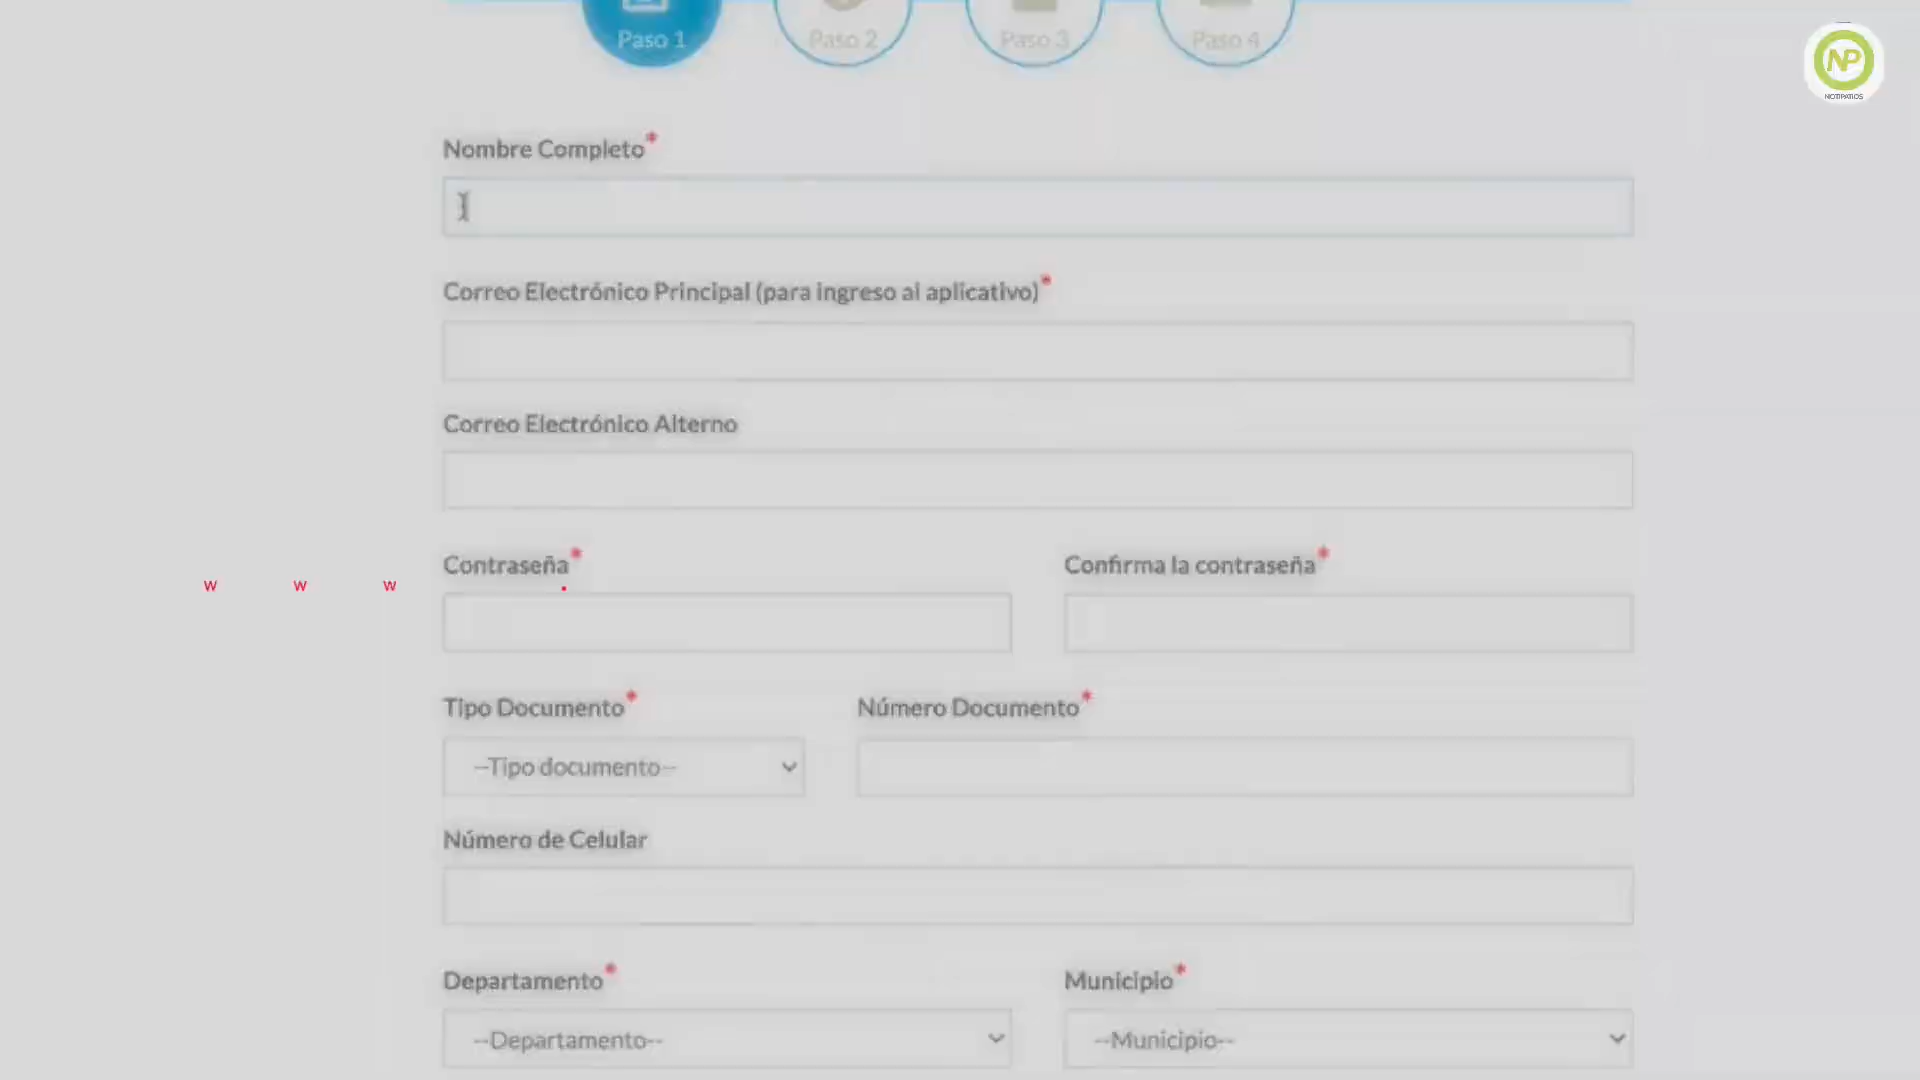 Paso 1 Paso 2 Paso 3 Paso 4
NP
NOTIPATIOS
Nombre Completo*
Correo Electrónico Principal (para ingreso al aplicativo)*
Correo Electrónico Alterno
Contraseña* Confirma la contraseña*
w w w .
Tipo Documento* Número Documento*
--Tipo documento--
Número de Celular
Departamento* Municipio*
--Departamento-- --Municipio--